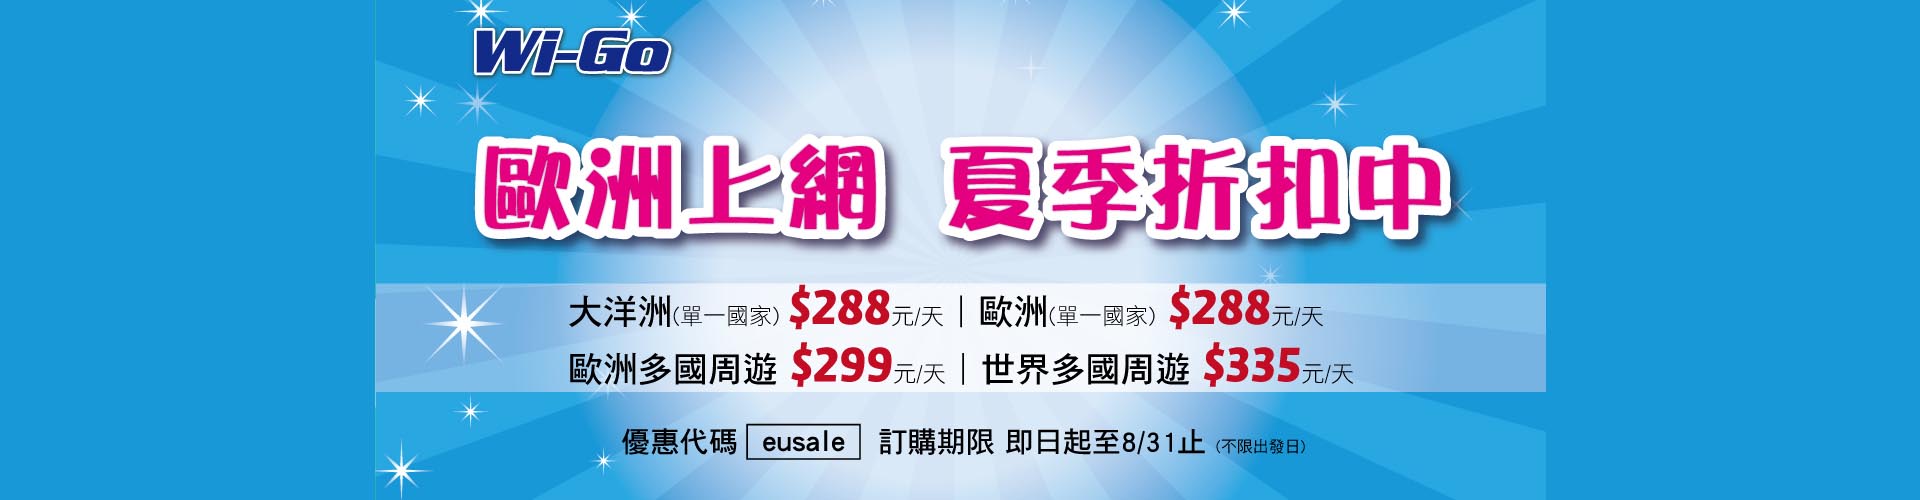 Wi-Go
歐洲上網 夏季折扣中
大洋洲(單一國家) $288元/天|歐洲(單一國家) $288元/天
歐洲多國周遊 $299元/天|世界多國周遊 $335元/天
優惠代碼 eusale 訂購期限 即日起至8/31止 (不限出發日)